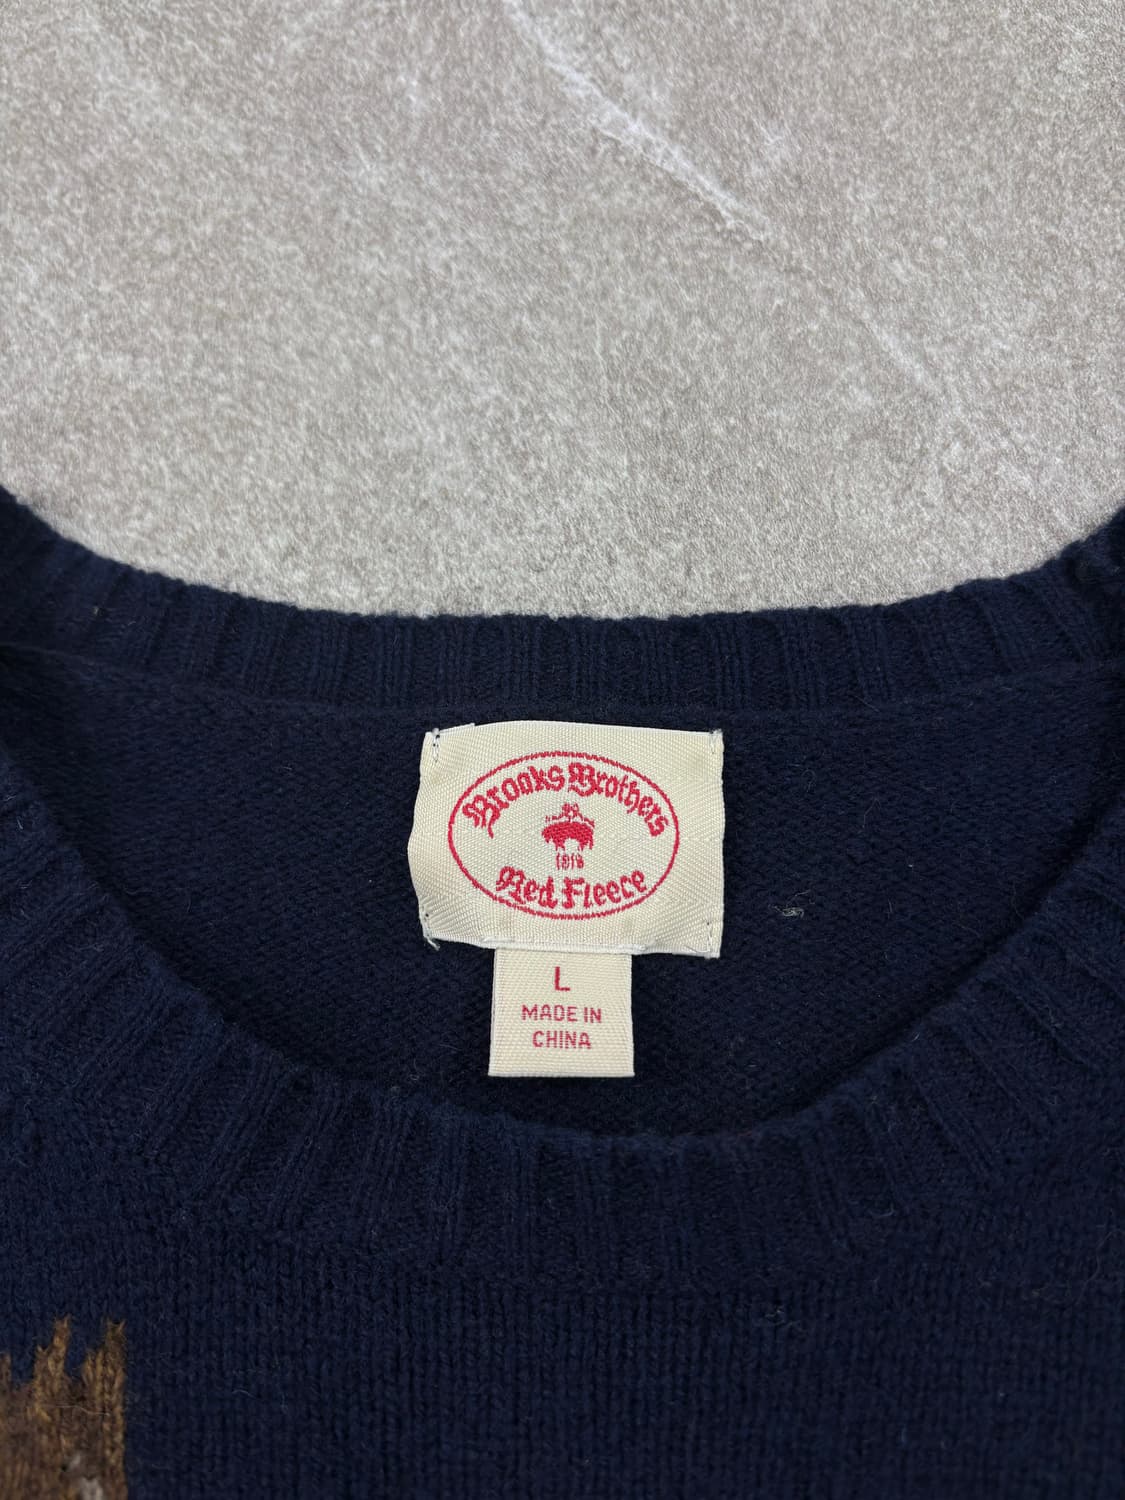 Brooks Brothers
1818
Red Fleece
L
MADE IN
CHINA